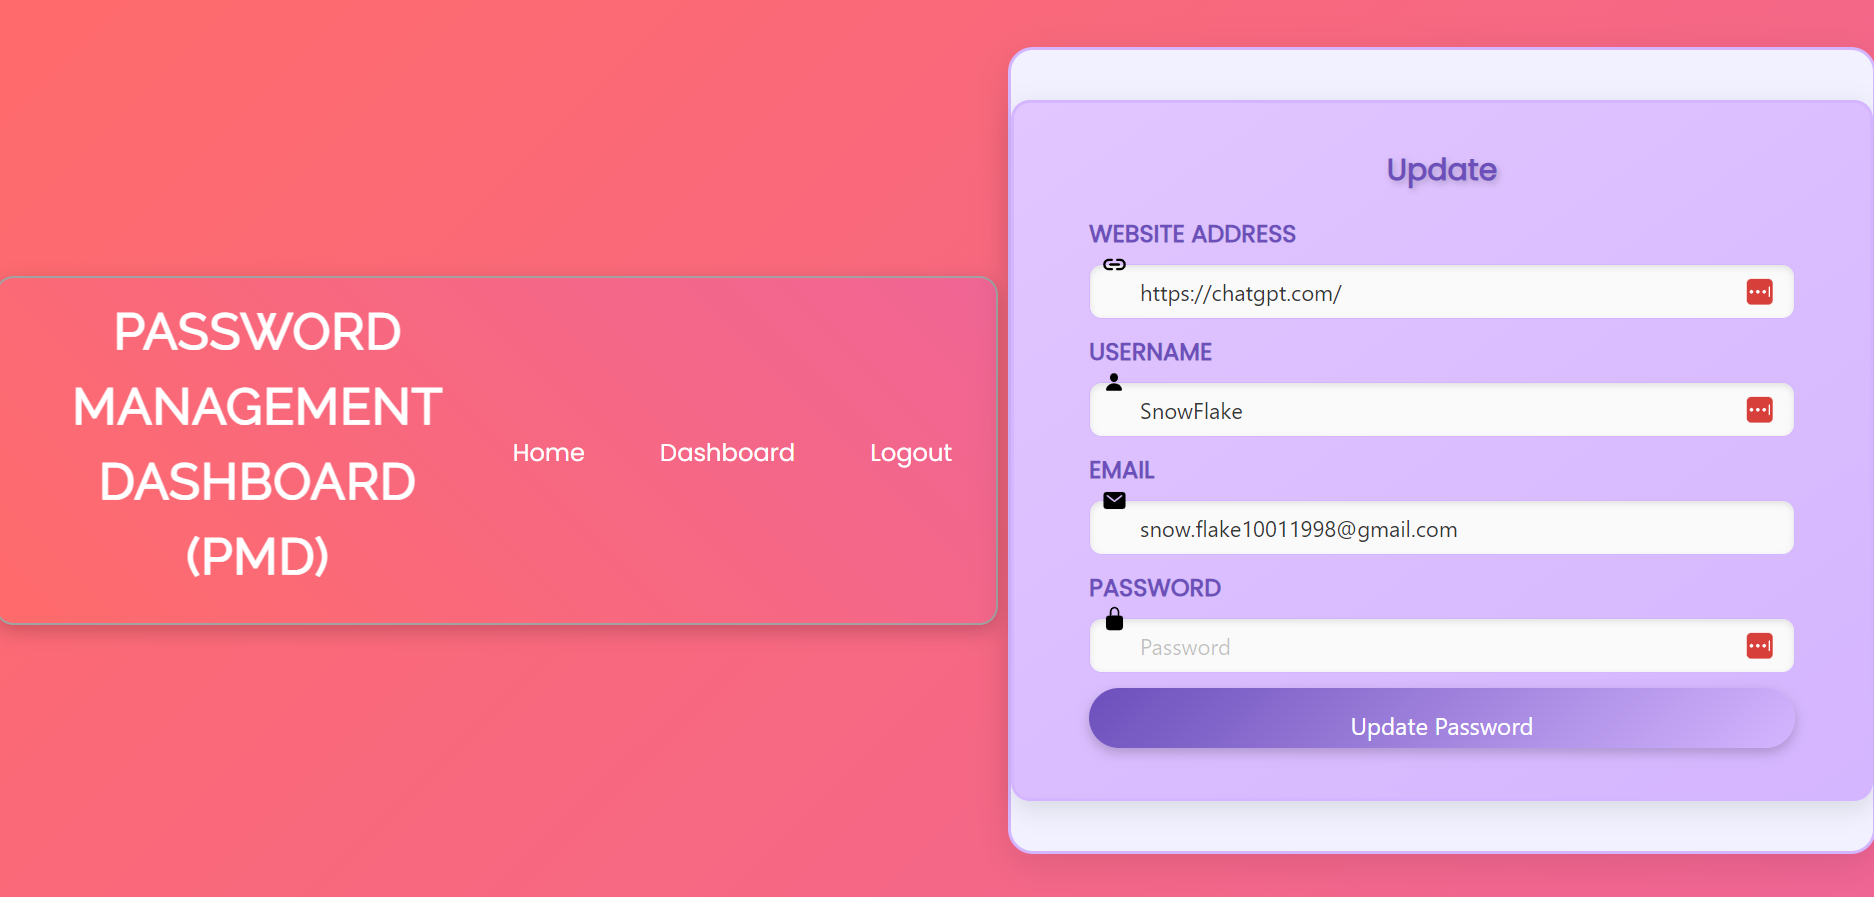 PASSWORD
MANAGEMENT
DASHBOARD
(PMD)
Home
Dashboard
Logout
Update
WEBSITE ADDRESS
https://chatgpt.com/
USERNAME
SnowFlake
EMAIL
snow.flake10011998@gmail.com
PASSWORD
Password
Update Password